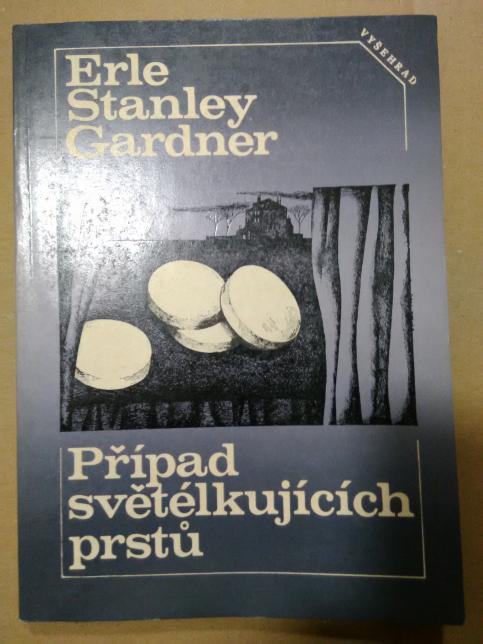 Erle
Stanley
Gardner
VYŠEHRAD
Případ
světélkujících
prstů